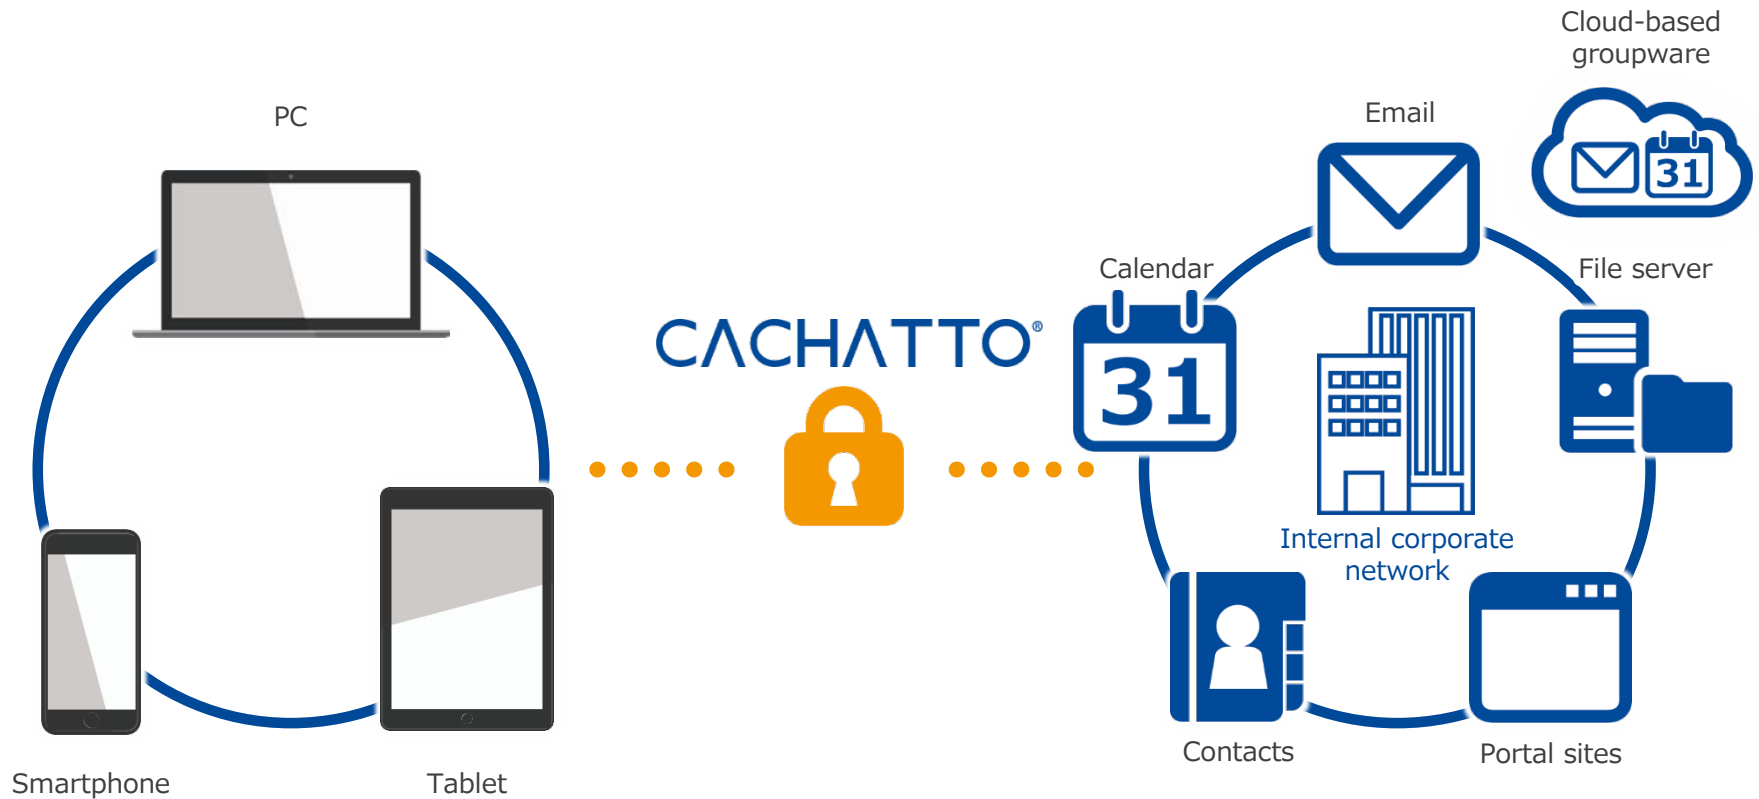 PC
Smartphone
Tablet
CACHATTO®
Cloud-based
groupware
31
Email
Calendar
31
File server
Internal corporate
network
Contacts
Portal sites